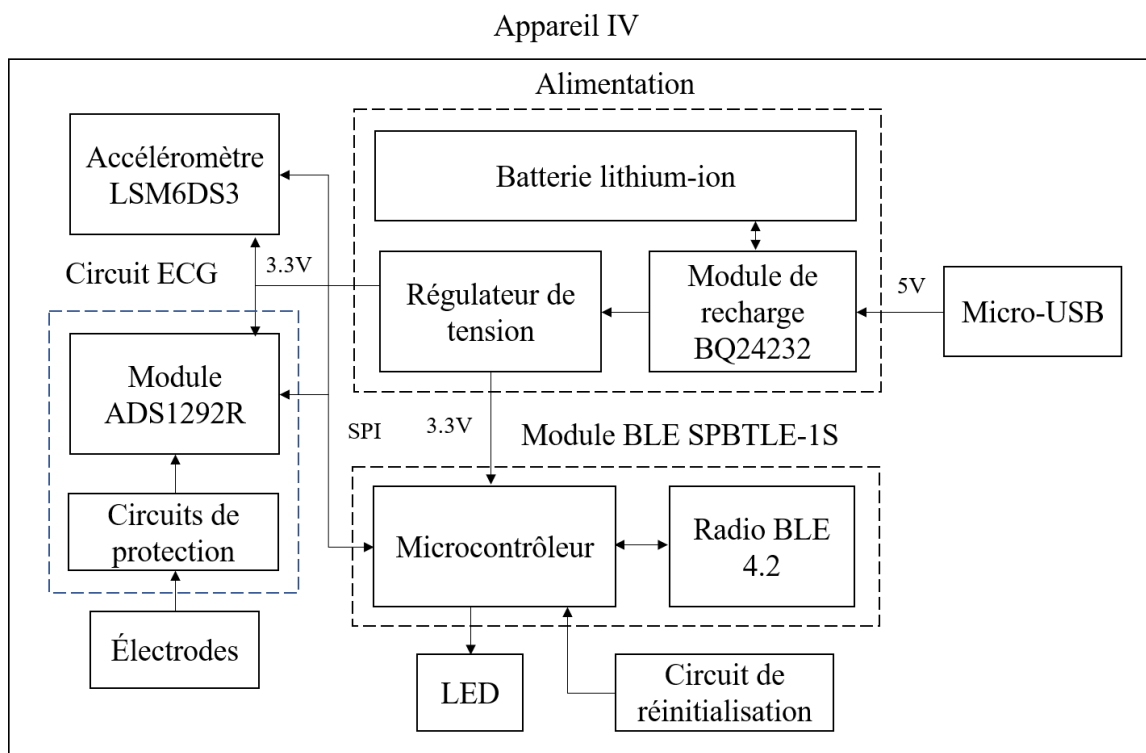 Appareil IV
Alimentation
Accéléromètre
LSM6DS3
Batterie lithium-ion
Circuit ECG
3.3V
Régulateur de
tension
Module de
recharge
BQ24232
5V
Micro-USB
Module
ADS1292R
SPI
3.3V
Module BLE SPBTLE-1S
Circuits de
protection
Microcontrôleur
Radio BLE
4.2
Électrodes
LED
Circuit de
réinitialisation